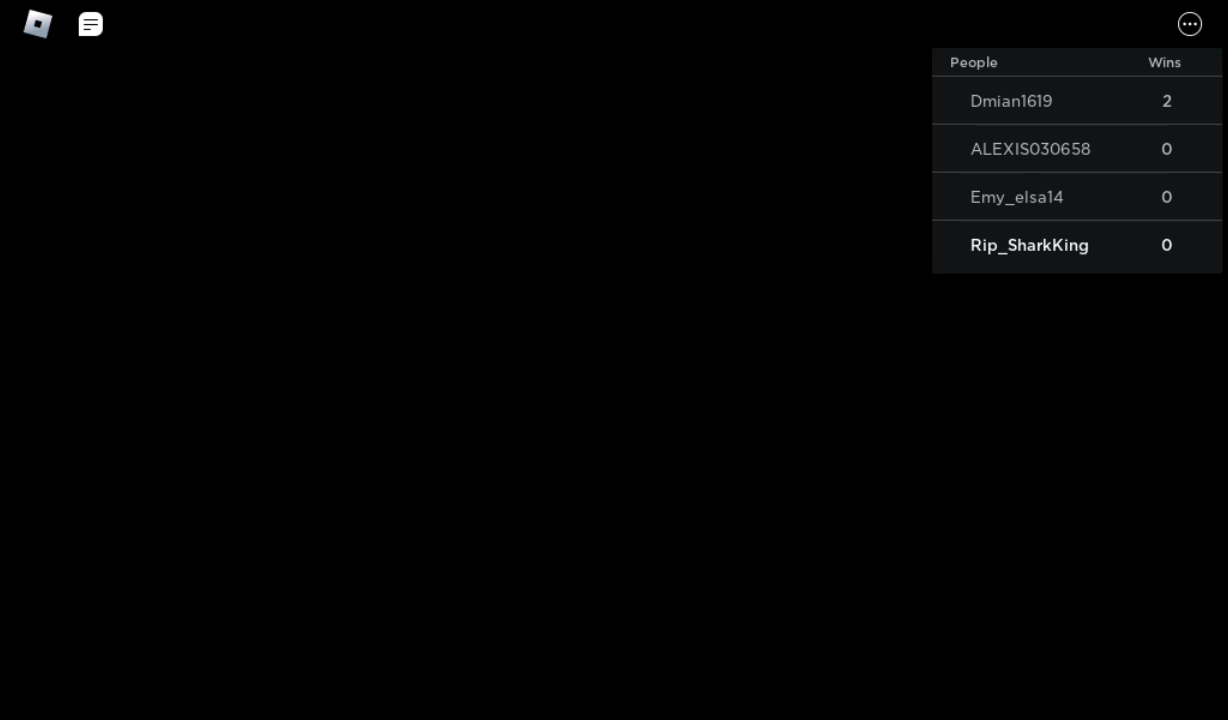 People Wins
Dmian1619 2
ALEXIS030658 0
Emy_elsa14 0
Rip_SharkKing 0